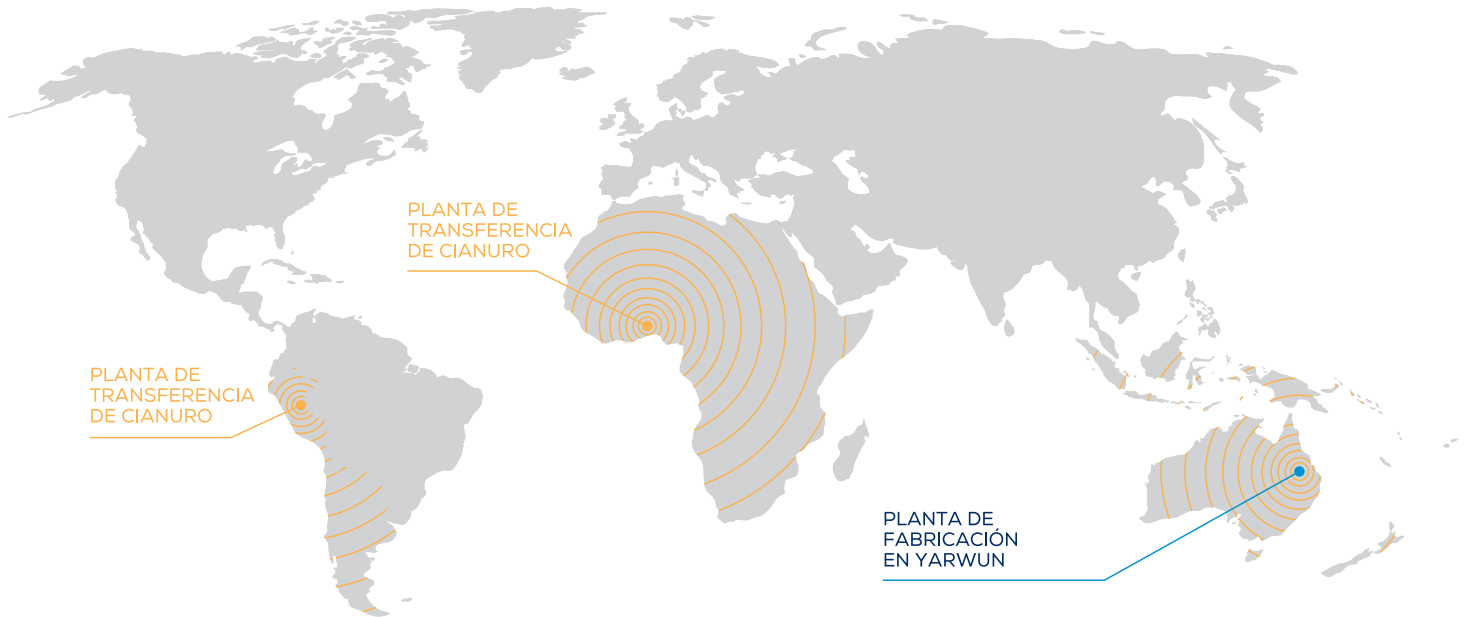 PLANTA DE
TRANSFERENCIA
DE CIANURO
PLANTA DE
TRANSFERENCIA
DE CIANURO
PLANTA DE
FABRICACIÓN
EN YARWUN